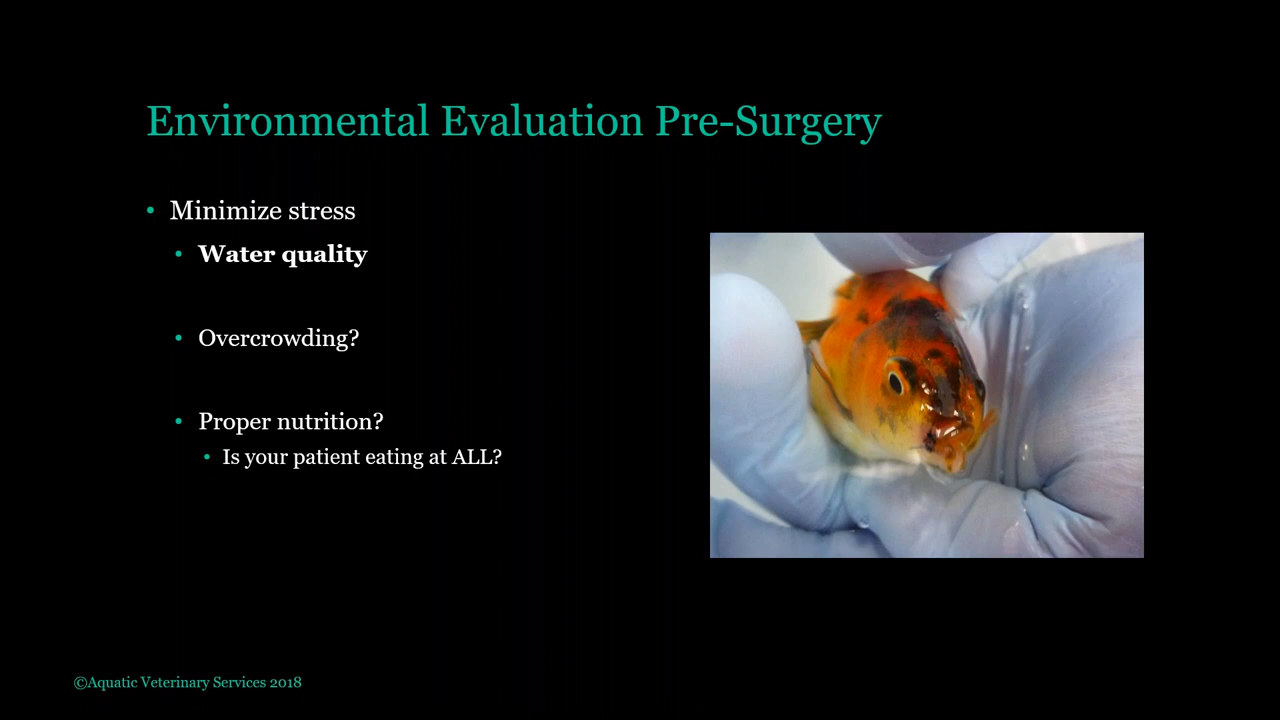 Environmental Evaluation Pre-Surgery
• Minimize stress
• Water quality
• Overcrowding?
• Proper nutrition?
• Is your patient eating at ALL?
©Aquatic Veterinary Services 2018